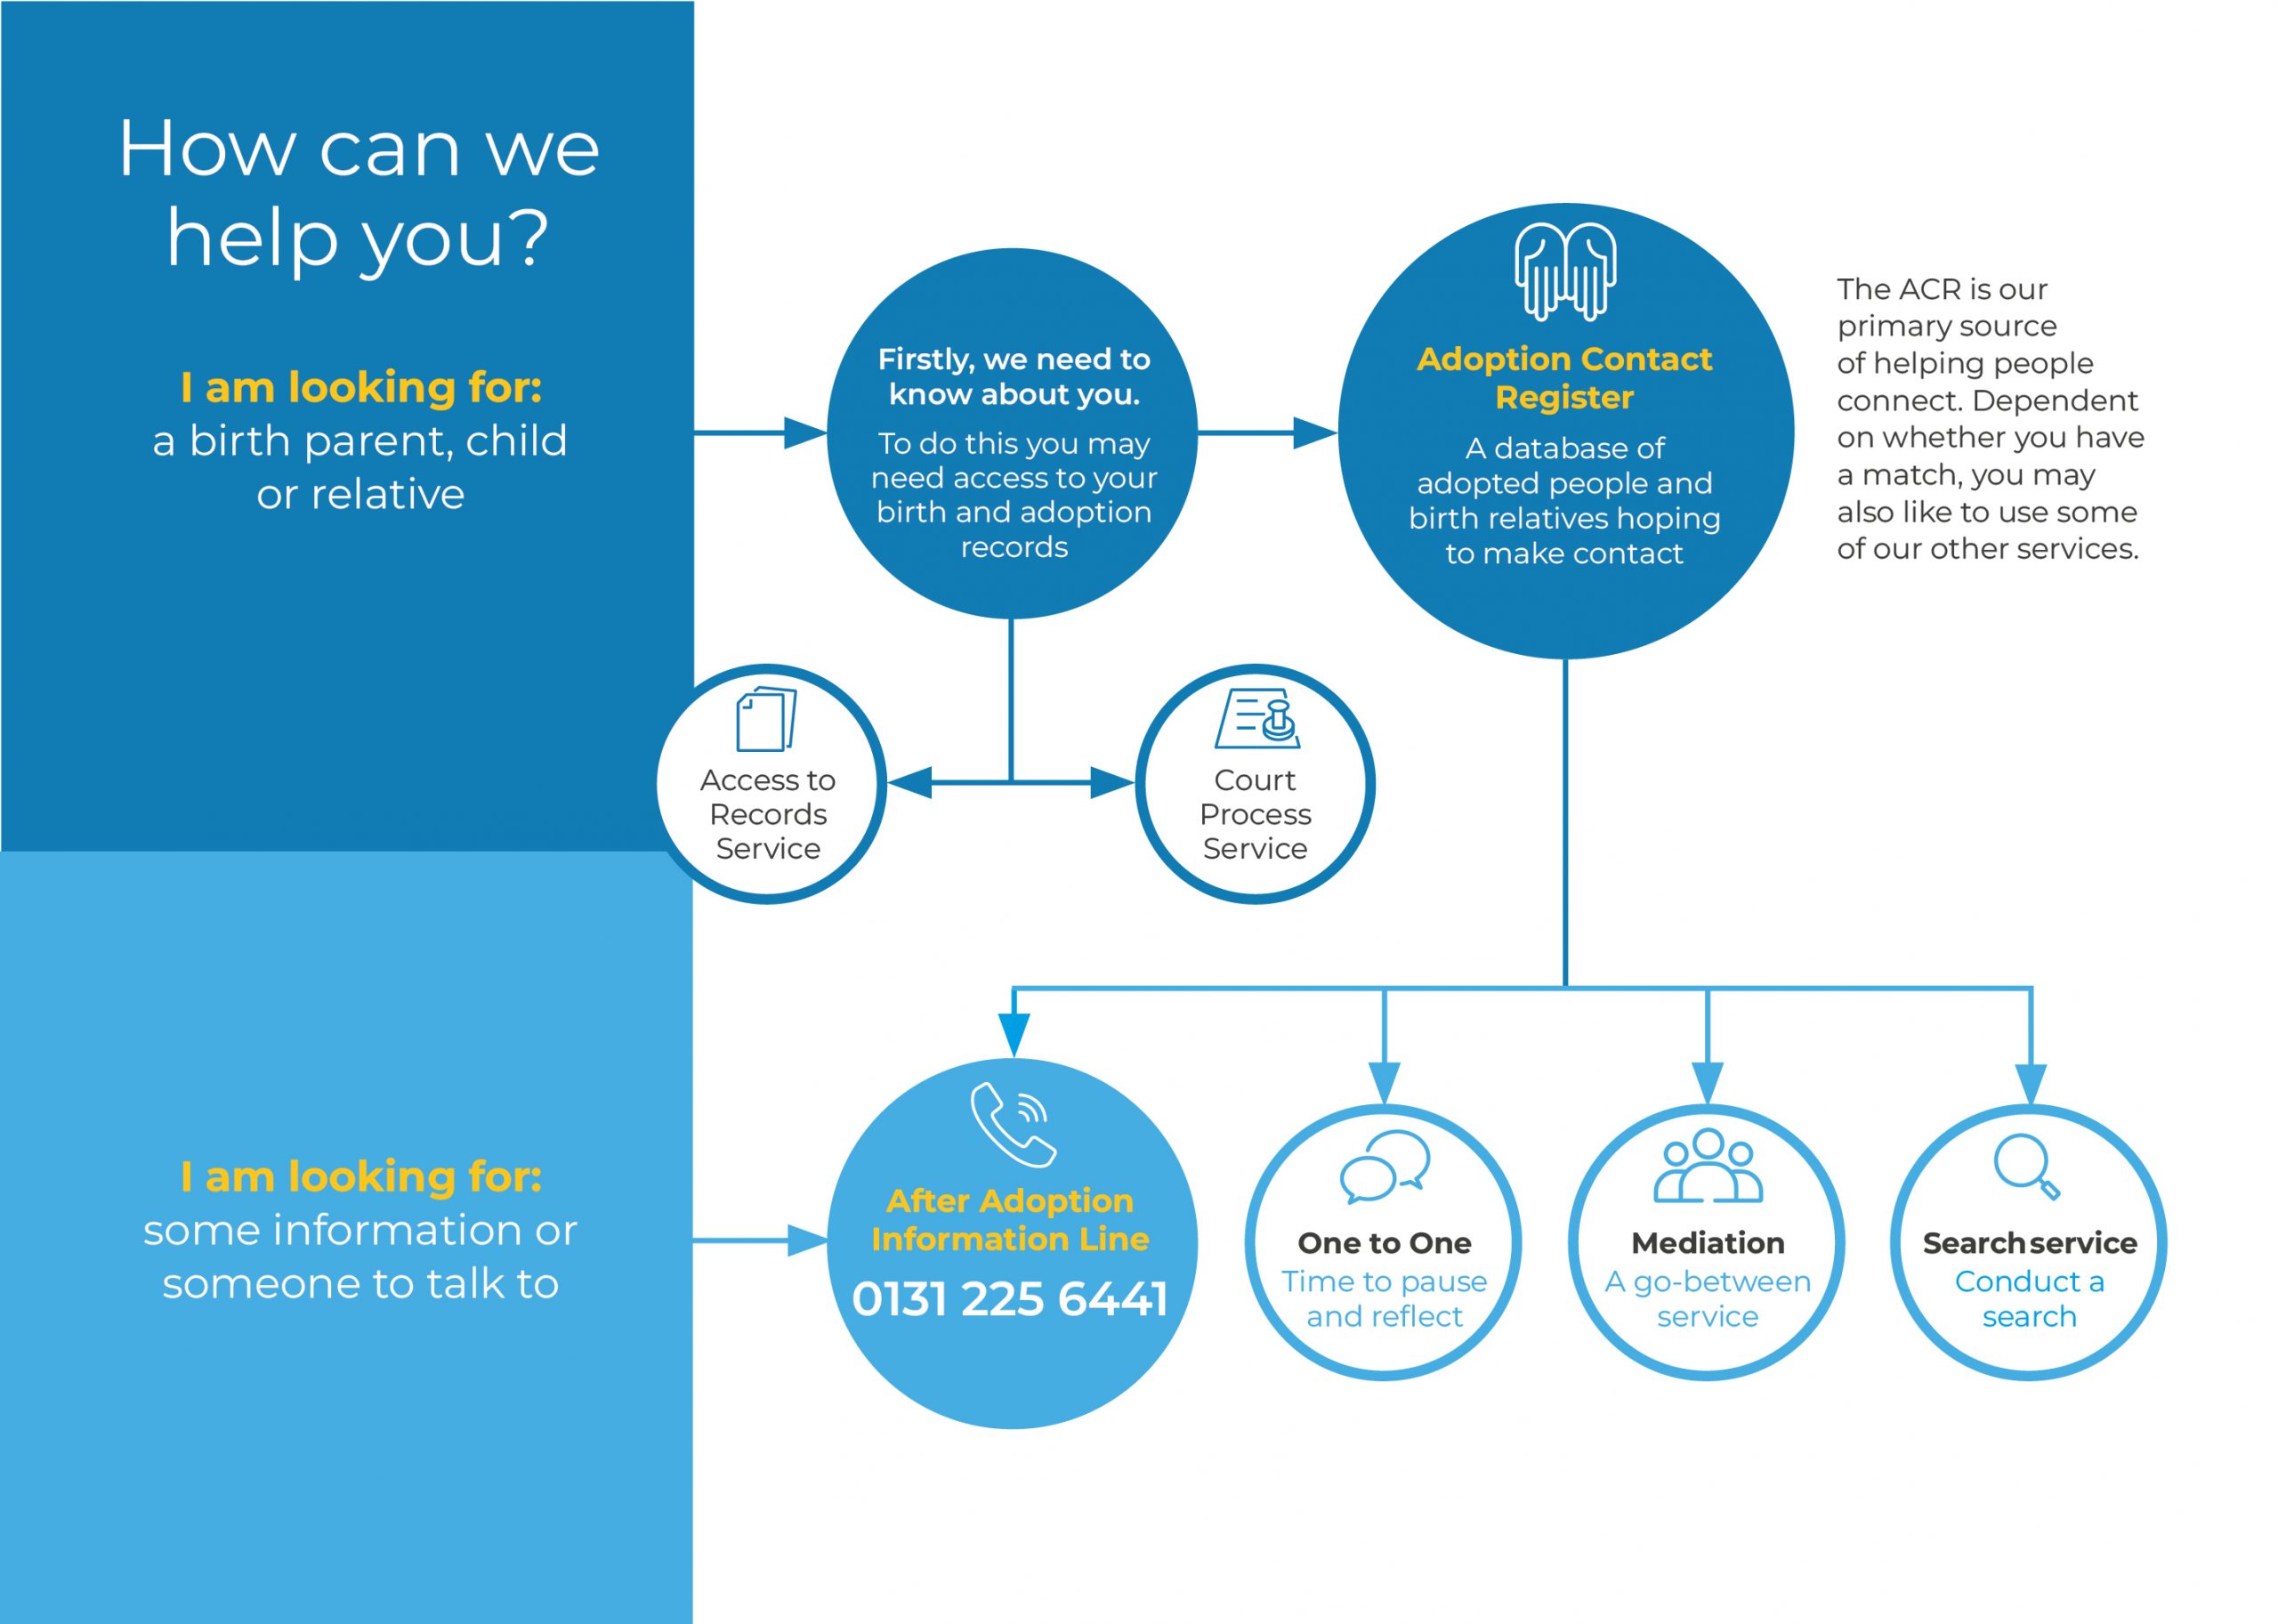 How can we
help you?
I am looking for:
a birth parent, child
or relative
Firstly, we need to
know about you.
To do this you may
need access to your
birth and adoption
records
Adoption Contact
Register
A database of
adopted people and
birth relatives hoping
to make contact
The ACR is our
primary source
of helping people
connect. Dependent
on whether you have
a match, you may
also like to use some
of our other services.
Access to
Records
Service
Court
Process
Service
I am looking for:
some information or
someone to talk to
After Adoption
Information Line
0131 225 6441
One to One
Time to pause
and reflect
Mediation
A go-between
service
Search service
Conduct a
search